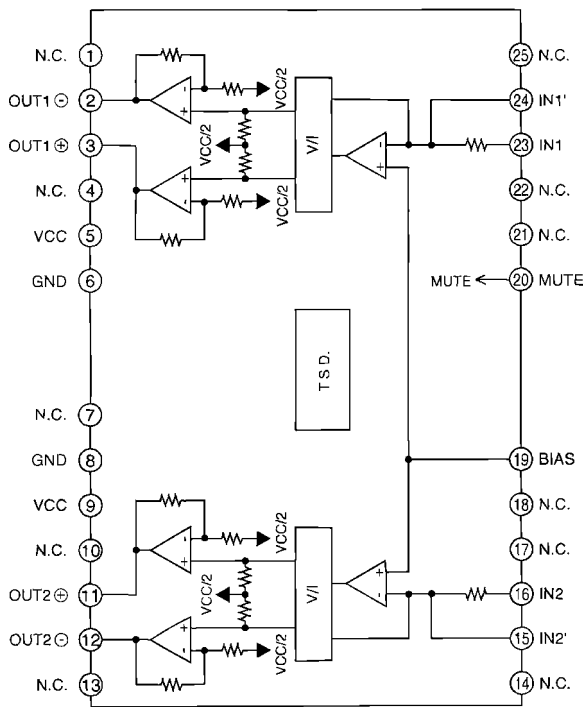 N.C. 1
OUT1 ⊖ 2
OUT1 ⊕ 3
N.C. 4
VCC 5
GND 6
N.C. 7
GND 8
VCC 9
N.C. 10
OUT2 ⊕ 11
OUT2 ⊖ 12
N.C. 13
- +
VCC/2
VCC/2
+ -
VCC/2
V/I
- +
T S D.
- +
VCC/2
VCC/2
+ -
VCC/2
V/I
+ -
25 N.C.
24 IN1'
23 IN1
22 N.C.
21 N.C.
MUTE 20 MUTE
19 BIAS
18 N.C.
17 N.C.
16 IN2
15 IN2'
14 N.C.